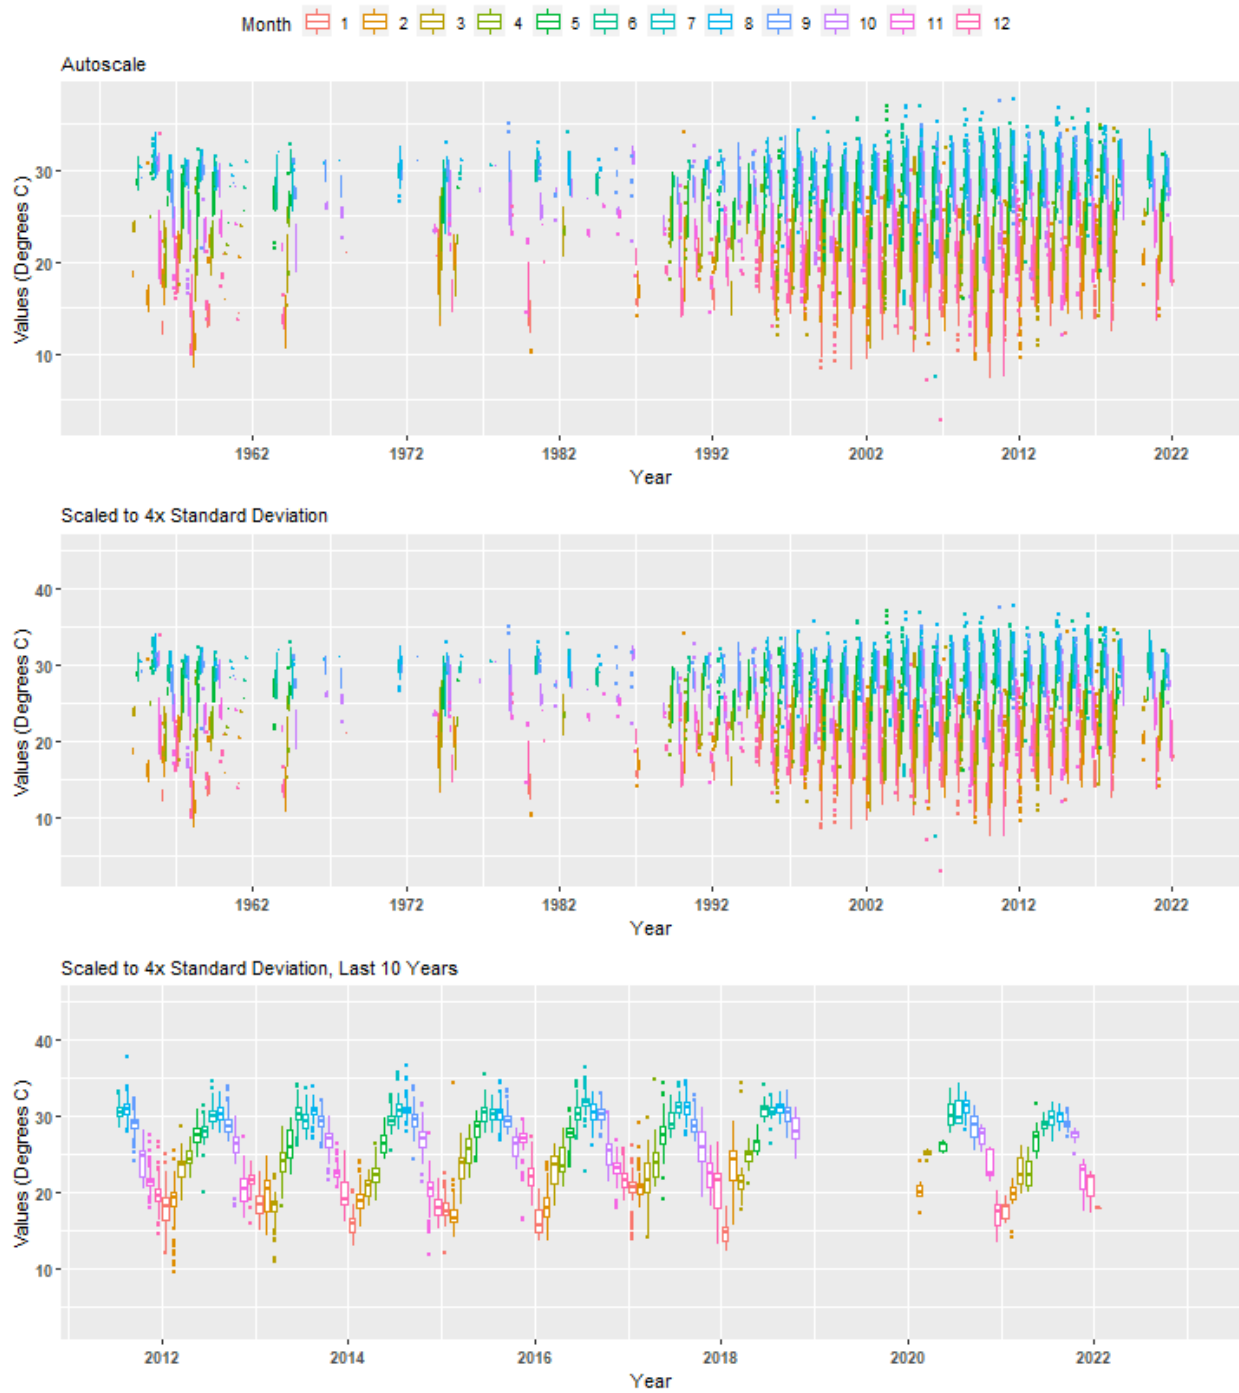 Month 1 2 3 4 5 6 7 8 9 10 11 12
Autoscale
Values (Degrees C)
30
20
10
1962 1972 1982 1992 2002 2012 2022
Year
Scaled to 4x Standard Deviation
Values (Degrees C)
40
30
20
10
1962 1972 1982 1992 2002 2012 2022
Year
Scaled to 4x Standard Deviation, Last 10 Years
Values (Degrees C)
40
30
20
10
2012 2014 2016 2018 2020 2022
Year